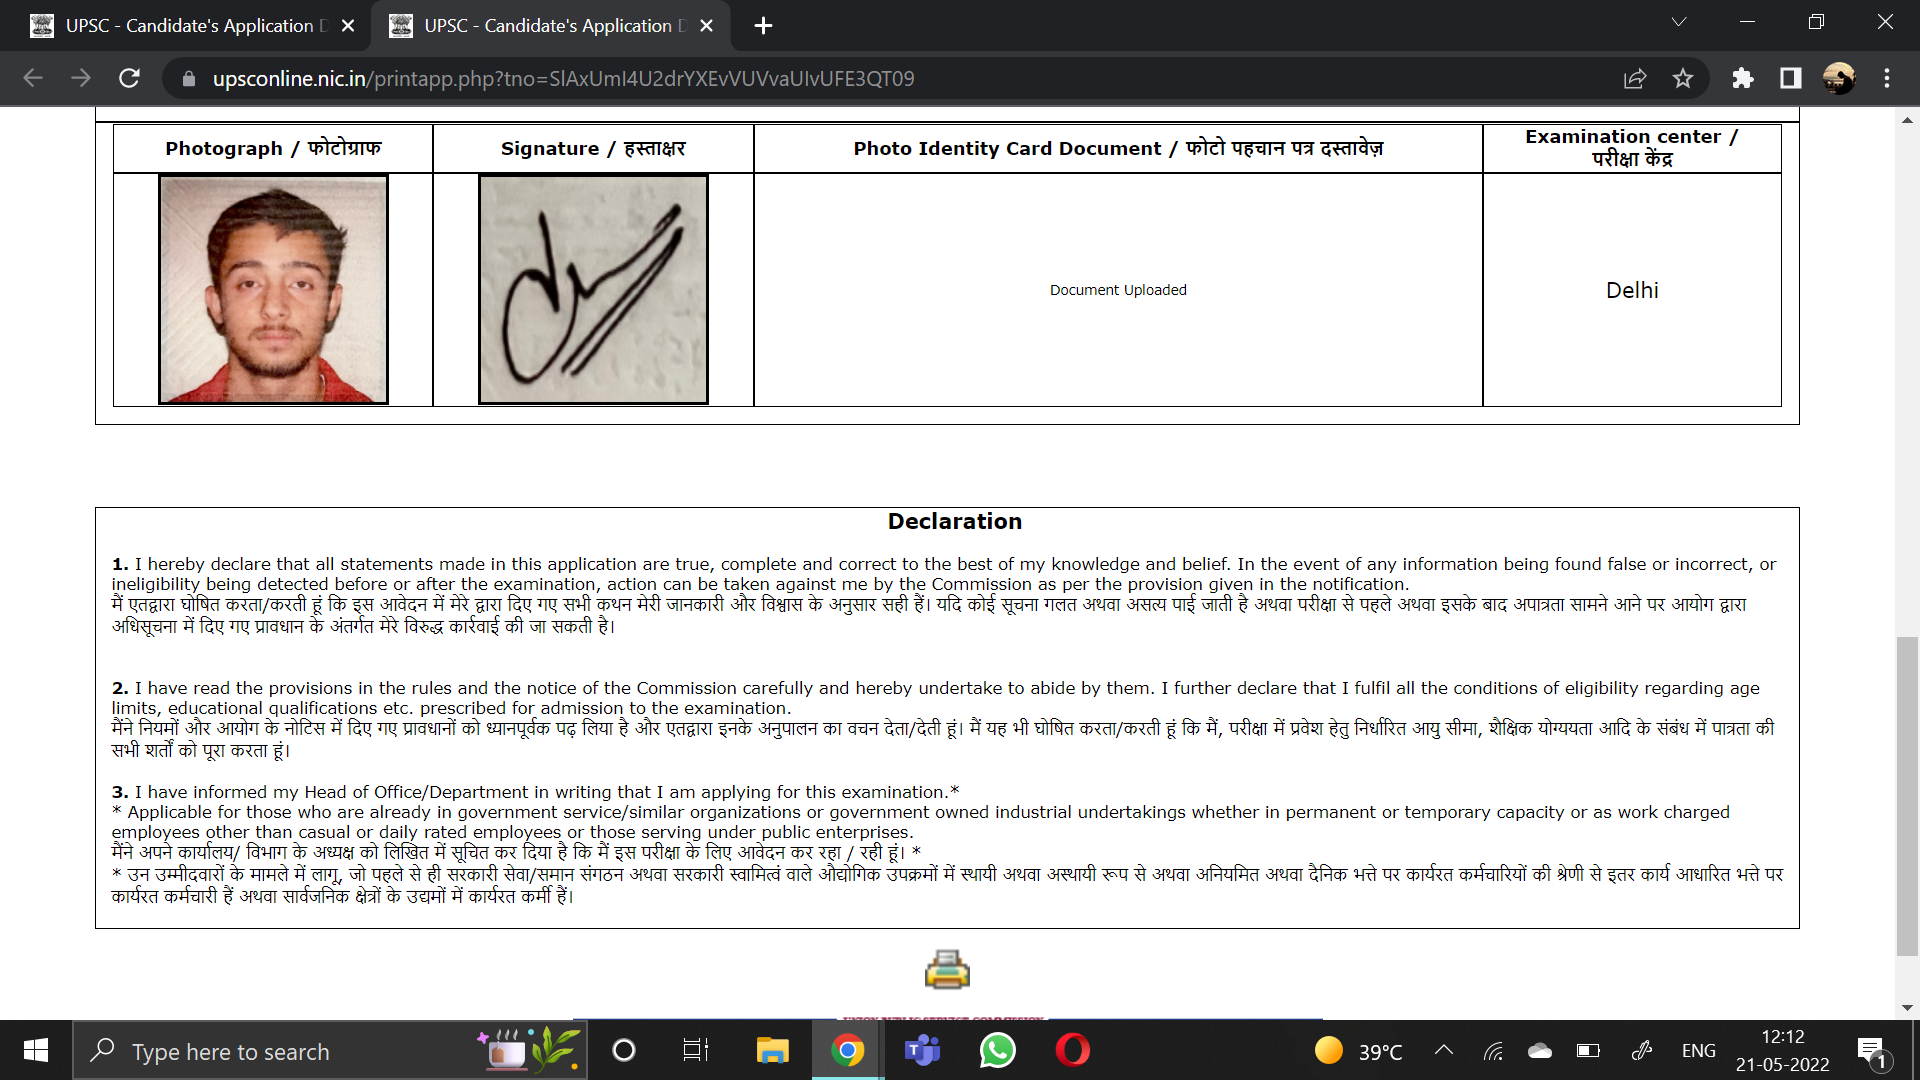 UPSC - Candidate's Application D
UPSC - Candidate's Application D
upsconline.nic.in/printapp.php?tno=SlAxUmI4U2drYXEvVUVvaUIvUFE3QT09
Photograph / फोटोग्राफ
Signature / हस्ताक्षर
Photo Identity Card Document / फोटो पहचान पत्र दस्तावेज़
Examination center /
परीक्षा केंद्र
Document Uploaded
Delhi
Declaration
1. I hereby declare that all statements made in this application are true, complete and correct to the best of my knowledge and belief. In the event of any information being found false or incorrect, or
ineligibility being detected before or after the examination, action can be taken against me by the Commission as per the provision given in the notification.
मैं एतद्वारा घोषित करता/करती हूं कि इस आवेदन में मेरे द्वारा दिए गए सभी कथन मेरी जानकारी और विश्वास के अनुसार सही हैं। यदि कोई सूचना गलत अथवा असत्य पाई जाती है अथवा परीक्षा से पहले अथवा इसके बाद अपात्रता सामने आने पर आयोग द्वारा
अधिसूचना में दिए गए प्रावधान के अंतर्गत मेरे विरुद्ध कार्रवाई की जा सकती है।
2. I have read the provisions in the rules and the notice of the Commission carefully and hereby undertake to abide by them. I further declare that I fulfil all the conditions of eligibility regarding age
limits, educational qualifications etc. prescribed for admission to the examination.
मैंने नियमों और आयोग के नोटिस में दिए गए प्रावधानों को ध्यानपूर्वक पढ़ लिया है और एतद्वारा इनके अनुपालन का वचन देता/देती हूं। मैं यह भी घोषित करता/करती हूं कि मैं, परीक्षा में प्रवेश हेतु निर्धारित आयु सीमा, शैक्षिक योग्ययता आदि के संबंध में पात्रता की
सभी शर्तों को पूरा करता हूं।
3. I have informed my Head of Office/Department in writing that I am applying for this examination.*
* Applicable for those who are already in government service/similar organizations or government owned industrial undertakings whether in permanent or temporary capacity or as work charged
employees other than casual or daily rated employees or those serving under public enterprises.
मैंने अपने कार्यालय/ विभाग के अध्यक्ष को लिखित में सूचित कर दिया है कि मैं इस परीक्षा के लिए आवेदन कर रहा / रही हूं। *
* उन उम्मीदवारों के मामले में लागू, जो पहले से ही सरकारी सेवा/समान संगठन अथवा सरकारी स्वामित्वं वाले औद्योगिक उपक्रमों में स्थायी अथवा अस्थायी रूप से अथवा अनियमित अथवा दैनिक भत्ते पर कार्यरत कर्मचारियों की श्रेणी से इतर कार्य आधारित भत्ते पर
कार्यरत कर्मचारी हैं अथवा सार्वजनिक क्षेत्रों के उद्यमों में कार्यरत कर्मी हैं।
Type here to search
39°C
ENG
12:12
21-05-2022
1